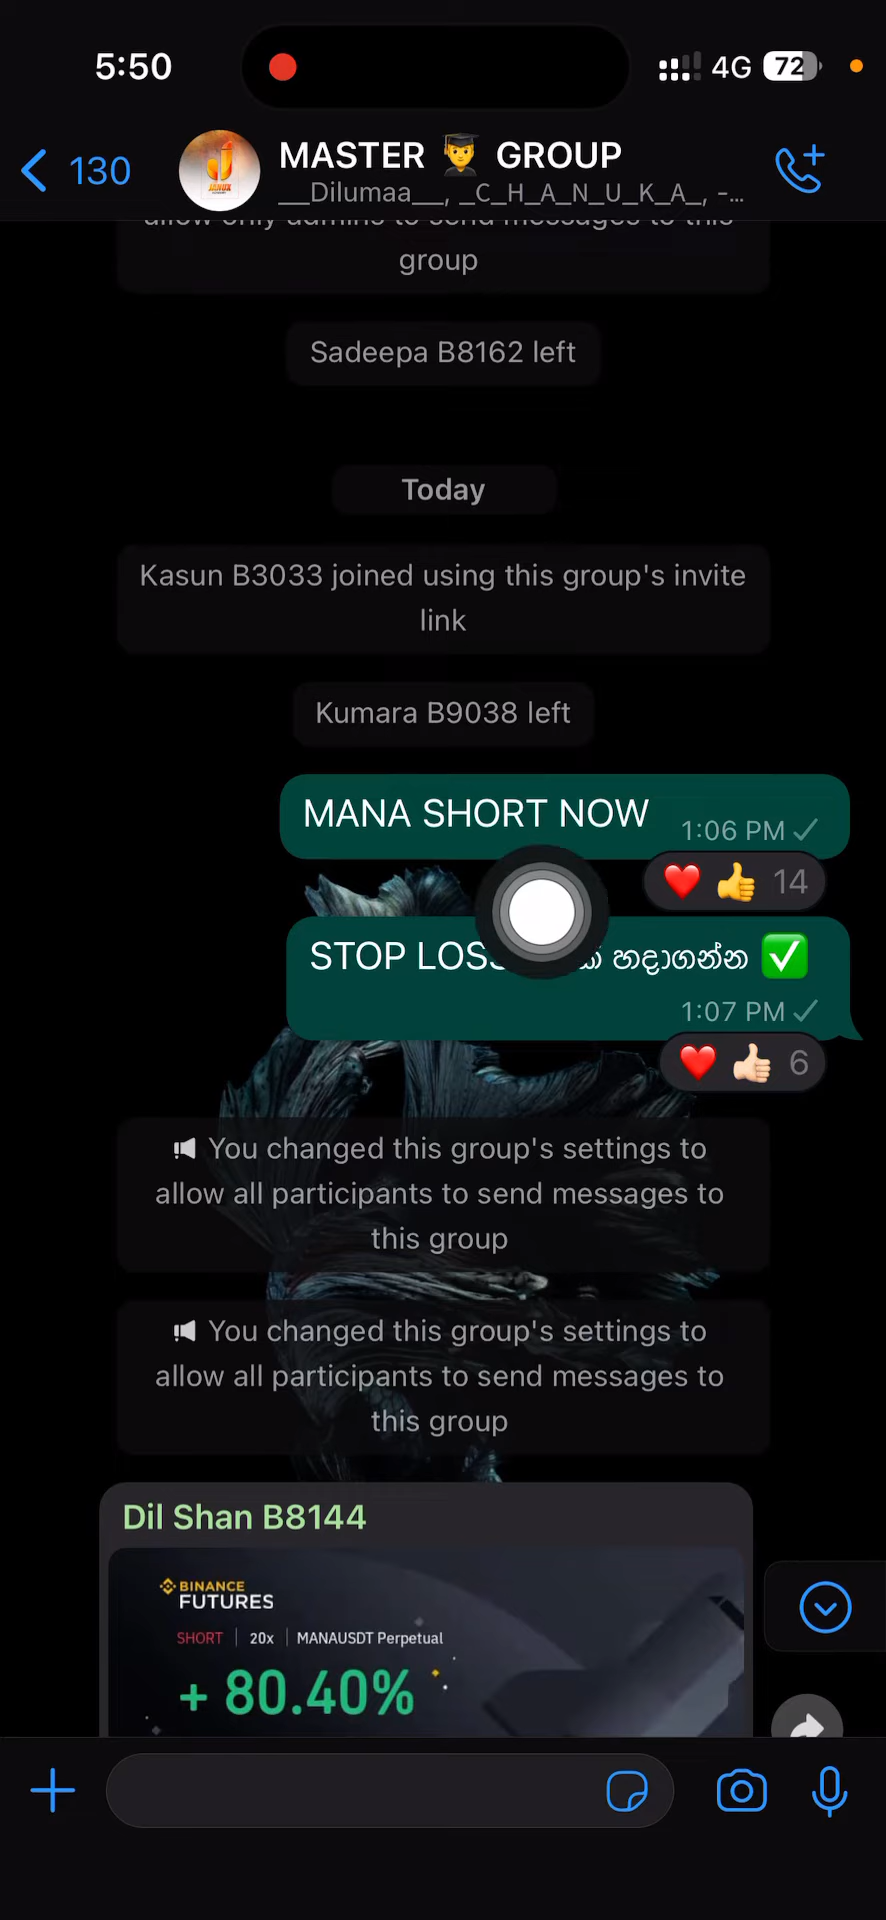 5:50
4G 72
130
MASTER 👨‍🎓 GROUP
__Dilumaa__, _C_H_A_N_U_K_A_, -...
allow only admins to send messages to this
group
Sadeepa B8162 left
Today
Kasun B3033 joined using this group's invite
link
Kumara B9038 left
MANA SHORT NOW
1:06 PM
❤️ 👍 14
STOP LOSS හදාගන්න ✅
1:07 PM
❤️ 👍🏻 6
You changed this group's settings to
allow all participants to send messages to
this group
You changed this group's settings to
allow all participants to send messages to
this group
Dil Shan B8144
BINANCE
FUTURES
SHORT | 20x | MANAUSDT Perpetual
+ 80.40%